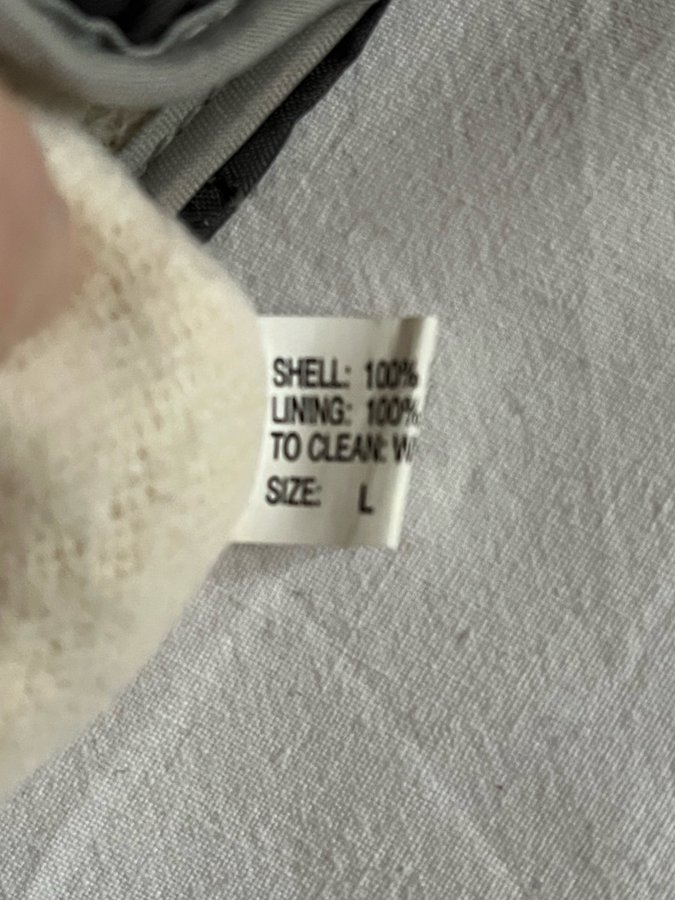 SHELL: 100%
LINING: 100%
TO CLEAN: W
SIZE: L